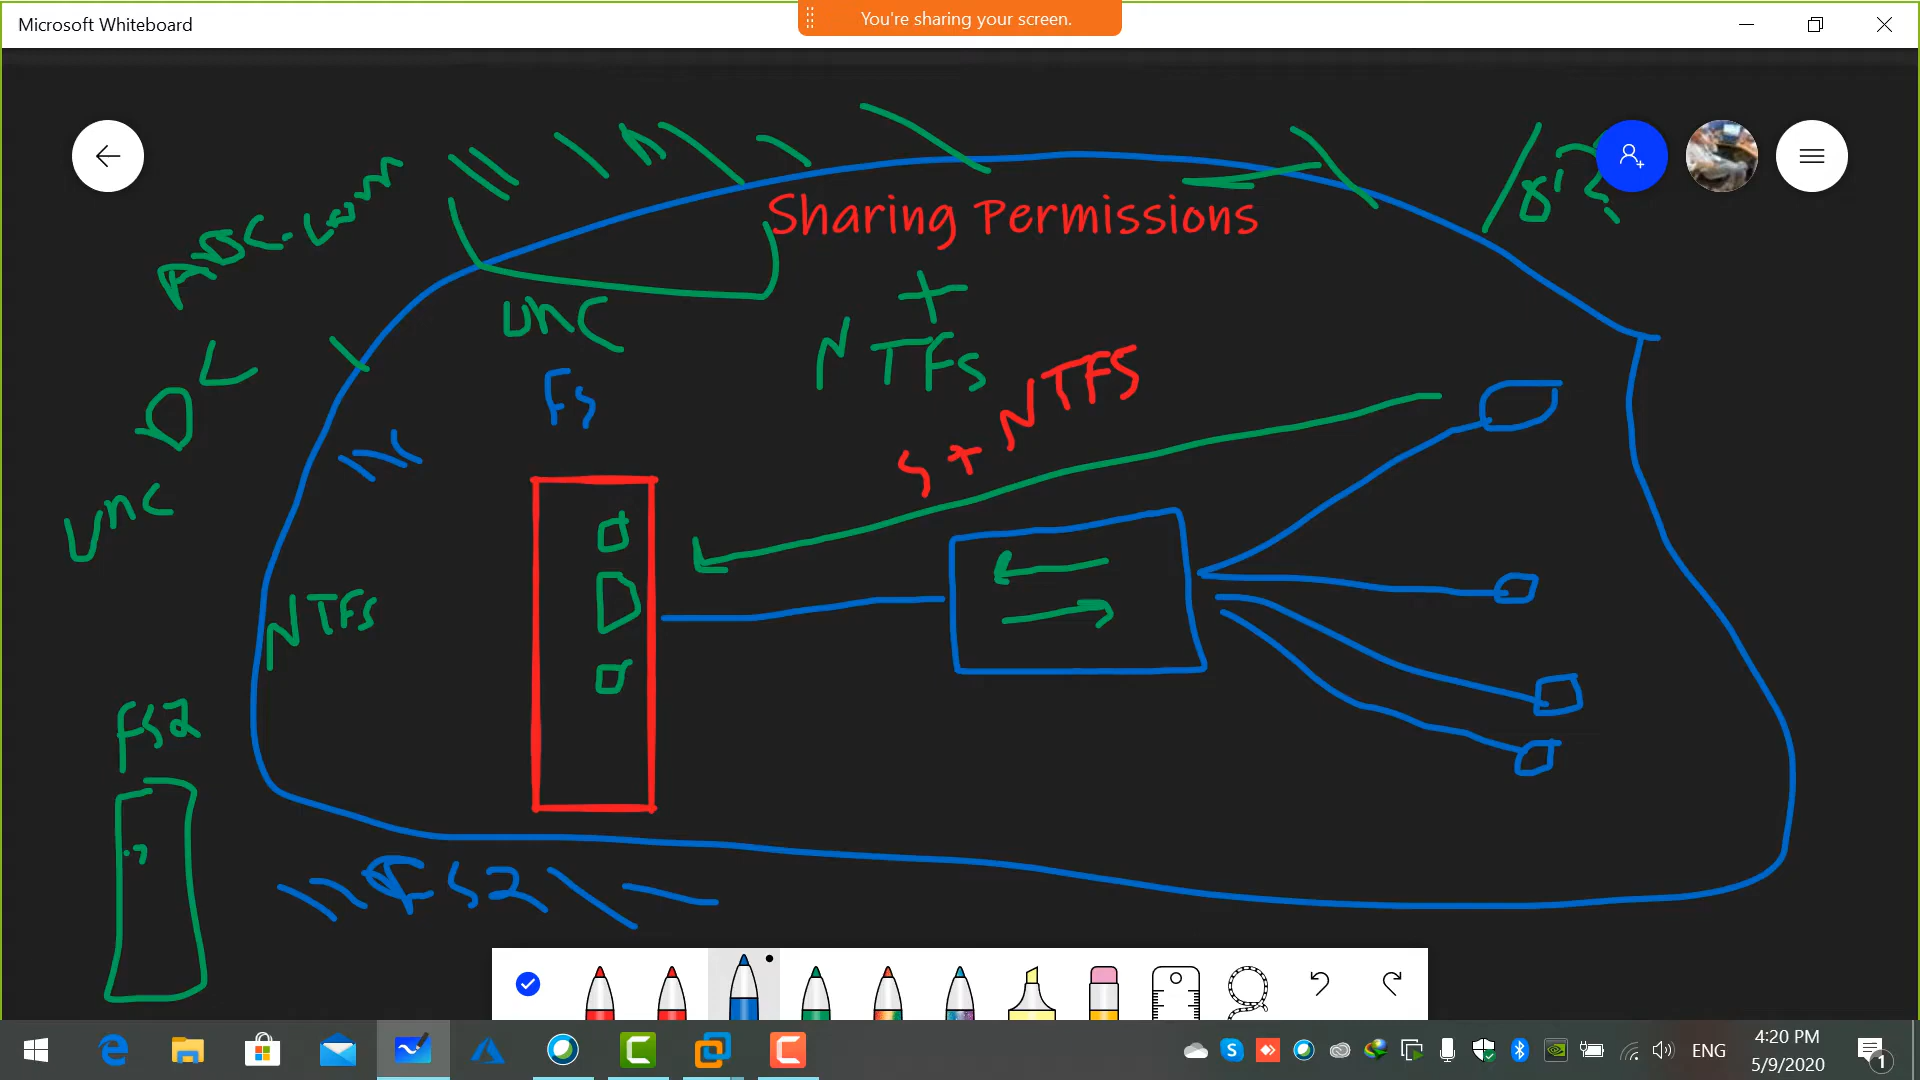 Microsoft Whiteboard
You're sharing your screen.
ABC.com
Sharing Permissions
+
NTFS
UNC
FS
S + NTFS
UNC
NTFS
FS2
FS2
ENG
4:20 PM
5/9/2020
1